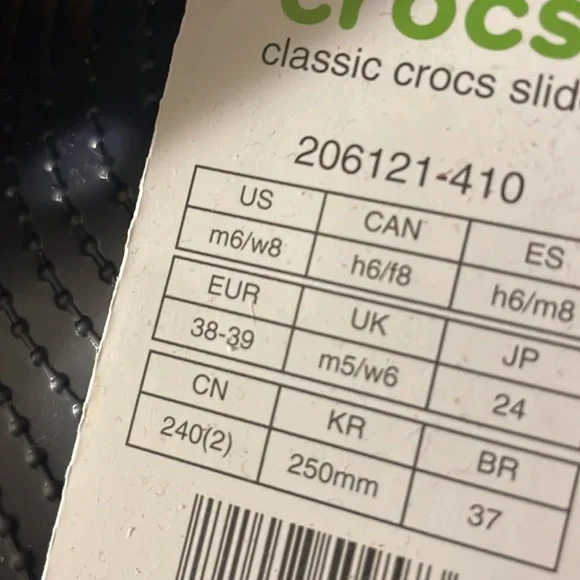 crocs
classic crocs slid
206121-410
US CAN ES
m6/w8 h6/f8 h6/m8
EUR UK JP
38-39 m5/w6 24
CN KR BR
240(2) 250mm 37